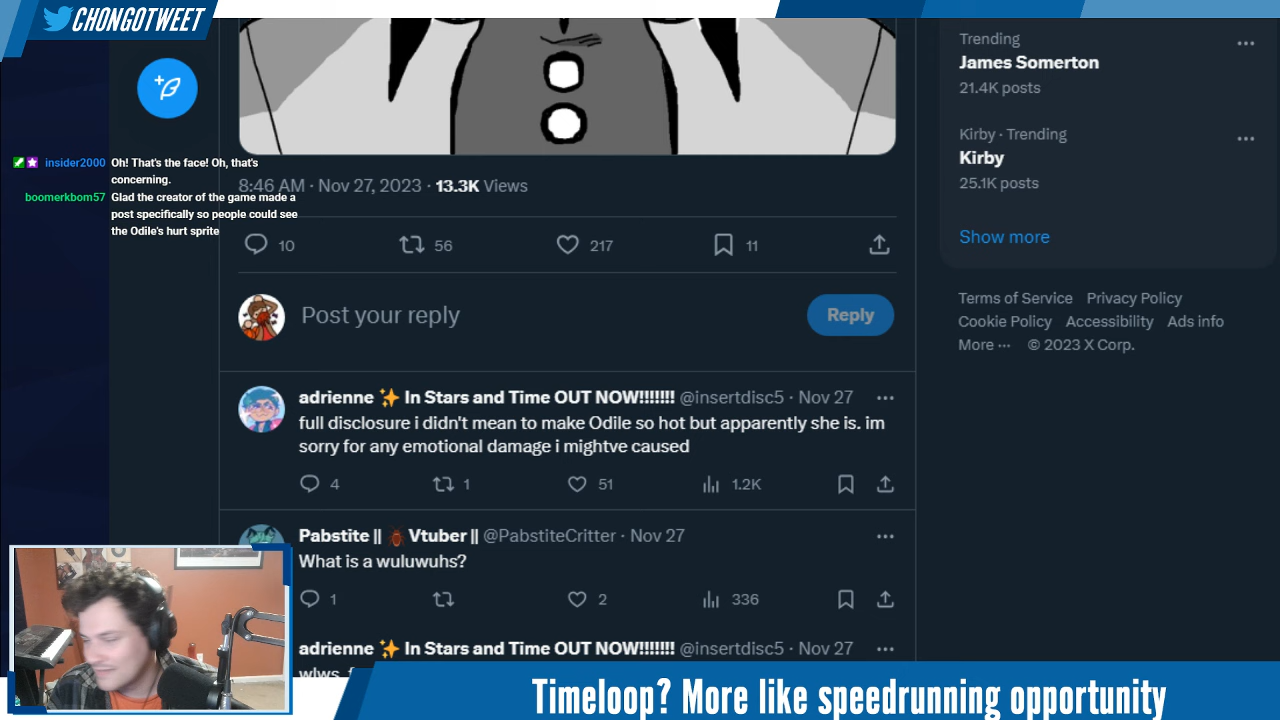 CHONGOTWEET
Trending
James Somerton
21.4K posts
Kirby · Trending
Kirby
25.1K posts
Show more
Terms of Service Privacy Policy
Cookie Policy Accessibility Ads info
More ··· © 2023 X Corp.
insider2000 Oh! That's the face! Oh, that's
concerning.
boomerkbom57 Glad the creator of the game made a
post specifically so people could see
the Odile's hurt sprite
8:46 AM · Nov 27, 2023 · 13.3K Views
10 56 217 11
Post your reply
Reply
adrienne ✨ In Stars and Time OUT NOW!!!!!!! @insertdisc5 · Nov 27
full disclosure i didn't mean to make Odile so hot but apparently she is. im
sorry for any emotional damage i mightve caused
4 1 51 1.2K
Pabstite || 🪳 Vtuber || @PabstiteCritter · Nov 27
What is a wuluwuhs?
1 2 336
adrienne ✨ In Stars and Time OUT NOW!!!!!!! @insertdisc5 · Nov 27
Timeloop? More like speedrunning opportunity